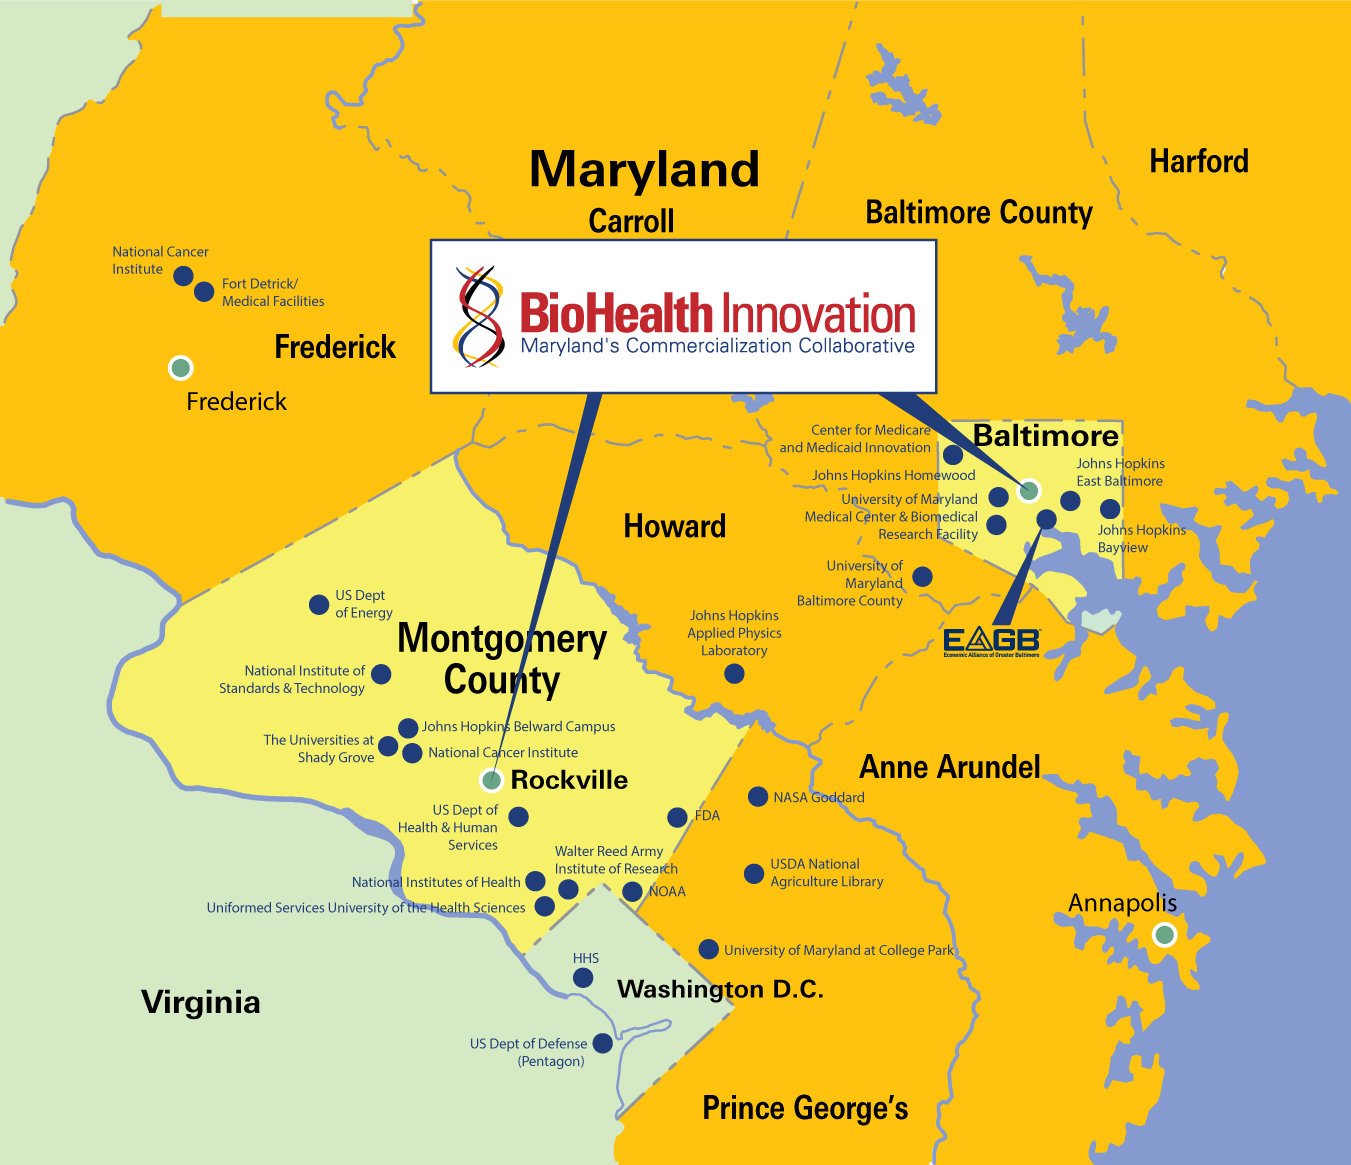 Maryland
Carroll
Harford
Baltimore County
National Cancer
Institute
Fort Detrick/
Medical Facilities
Frederick
Frederick
BioHealth Innovation
Maryland's Commercialization Collaborative
Center for Medicare
and Medicaid Innovation
Baltimore
Johns Hopkins Homewood
Johns Hopkins
East Baltimore
University of Maryland
Medical Center & Biomedical
Research Facility
Johns Hopkins
Bayview
Howard
University of
Maryland
Baltimore County
Johns Hopkins
Applied Physics
Laboratory
EAGB
Economic Alliance of Greater Baltimore
US Dept
of Energy
Montgomery
County
National Institute of
Standards & Technology
Johns Hopkins Belward Campus
The Universities at
Shady Grove
National Cancer Institute
Rockville
Anne Arundel
NASA Goddard
US Dept of
Health & Human
Services
FDA
Walter Reed Army
Institute of Research
National Institutes of Health
NOAA
USDA National
Agriculture Library
Uniformed Services University of the Health Sciences
Annapolis
University of Maryland at College Park
HHS
Washington D.C.
Virginia
US Dept of Defense
(Pentagon)
Prince George’s